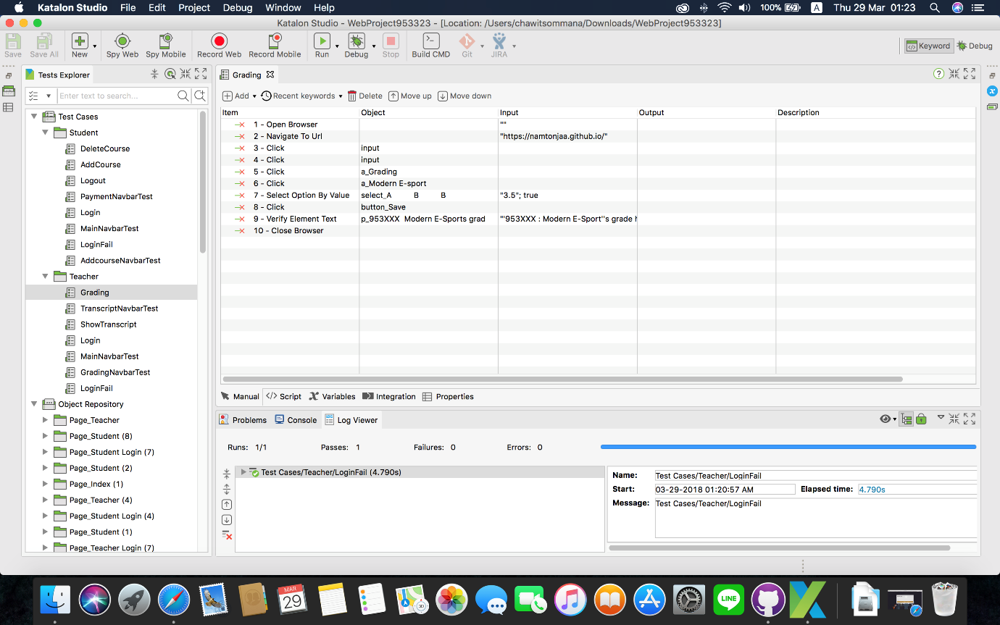 Katalon Studio File Edit Project Debug Window Help 100% A Thu 29 Mar 01:23
Katalon Studio - WebProject953323 - [Location: /Users/chawitsommana/Downloads/WebProject953323]
Save Save All New Spy Web Spy Mobile Record Web Record Mobile Run Debug Stop Build CMD Git JIRA Keyword Debug
Tests Explorer
Enter text to search...
Test Cases
Student
DeleteCourse
AddCourse
Logout
PaymentNavbarTest
Login
MainNavbarTest
LoginFail
AddcourseNavbarTest
Teacher
Grading
TranscriptNavbarTest
ShowTranscript
Login
MainNavbarTest
GradingNavbarTest
LoginFail
Object Repository
Page_Teacher
Page_Student (8)
Page_Student Login (7)
Page_Student (2)
Page_Index (1)
Page_Teacher (4)
Page_Student Login (4)
Page_Student (1)
Page_Teacher Login (7)
Grading
Add Recent keywords Delete Move up Move down
Item Object Input Output Description
1 - Open Browser ""
2 - Navigate To Url "https://namtonjaa.github.io/"
3 - Click input
4 - Click input
5 - Click a_Grading
6 - Click a_Modern E-sport
7 - Select Option By Value select_A B B "3.5"; true
8 - Click button_Save
9 - Verify Element Text p_953XXX Modern E-Sports grad "'953XXX : Modern E-Sport''s grade h
10 - Close Browser
Manual Script Variables Integration Properties
Problems Console Log Viewer
Runs: 1/1 Passes: 1 Failures: 0 Errors: 0
Test Cases/Teacher/LoginFail (4.790s)
Name: Test Cases/Teacher/LoginFail
Start: 03-29-2018 01:20:57 AM Elapsed time: 4.790s
Message: Test Cases/Teacher/LoginFail
MAR
29
3D
LINE